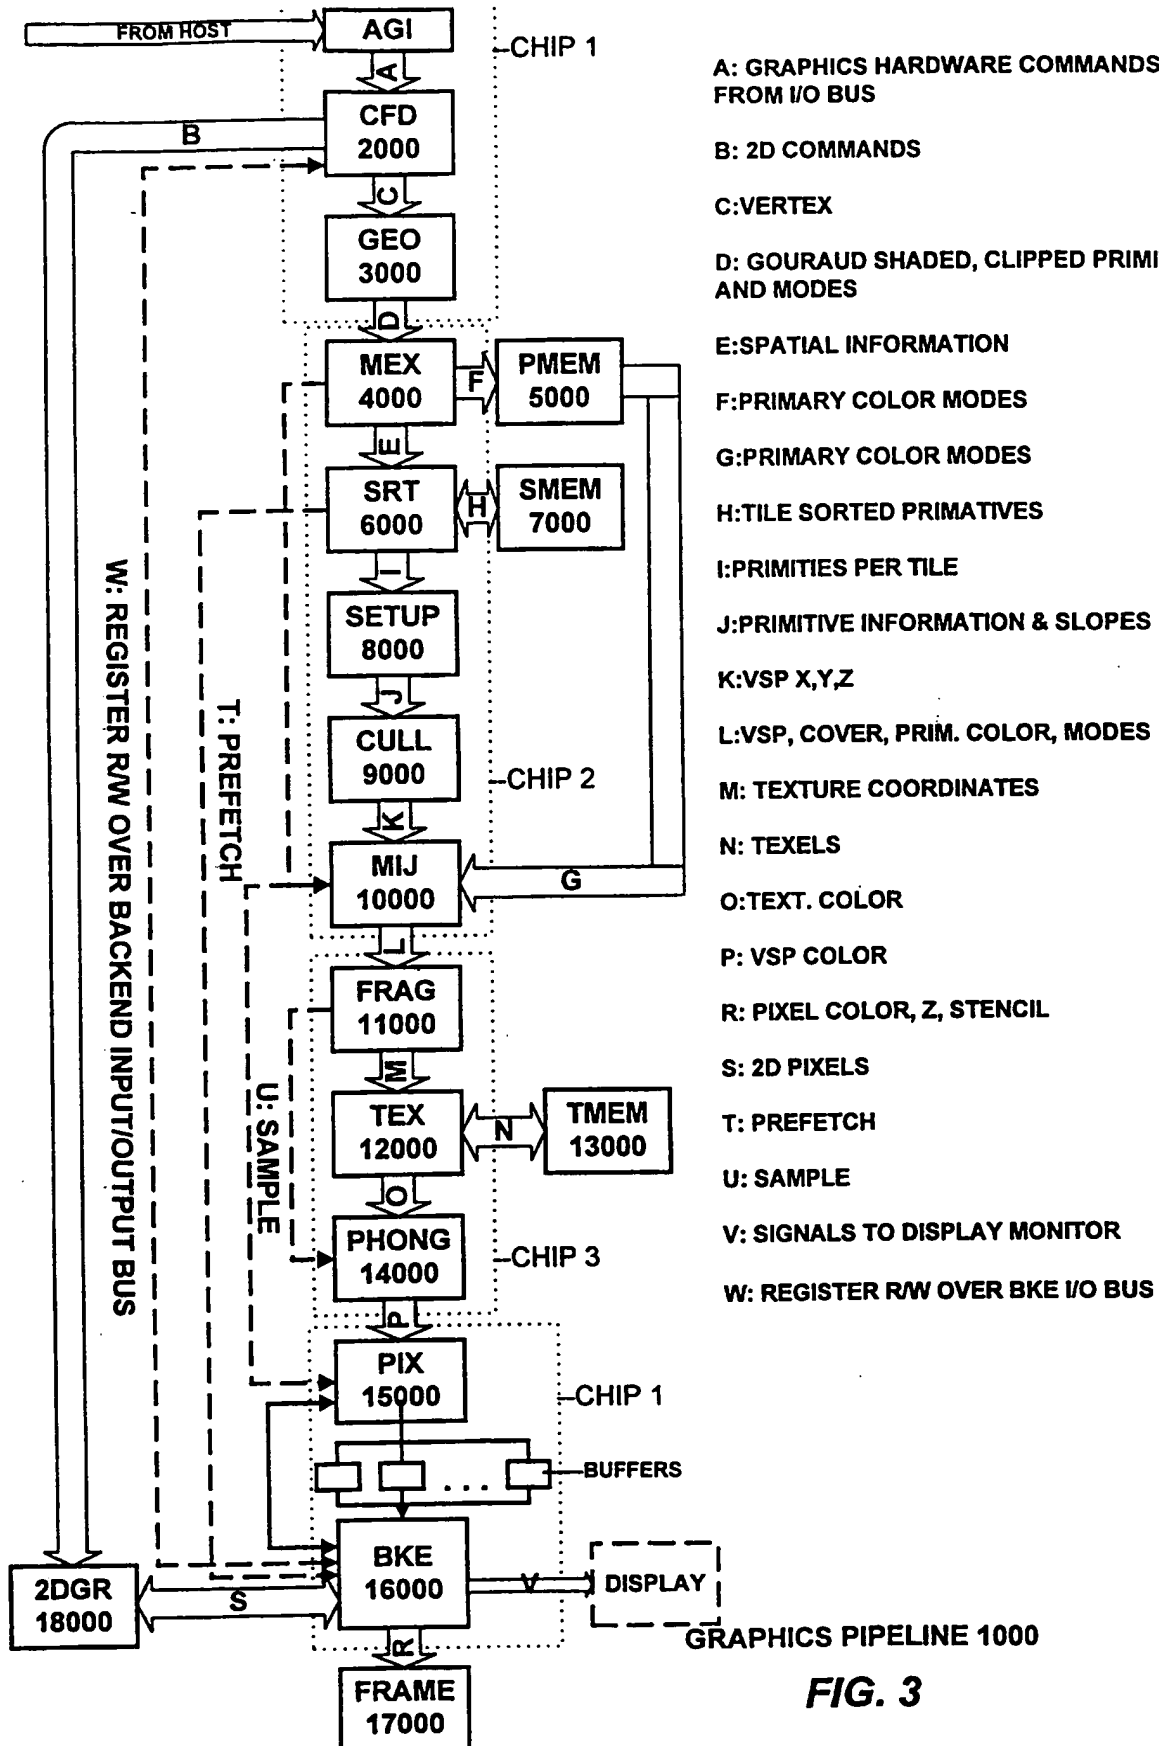 FROM HOST
AGI
CHIP 1
A
CFD
2000
B
C
GEO
3000
D
MEX
4000
F
PMEM
5000
E
SRT
6000
H
SMEM
7000
I
SETUP
8000
J
CULL
9000
CHIP 2
K
MIJ
10000
G
L
FRAG
11000
M
TEX
12000
N
TMEM
13000
O
PHONG
14000
CHIP 3
P
PIX
15000
CHIP 1
BUFFERS
...
BKE
16000
V
DISPLAY
2DGR
18000
S
R
FRAME
17000
W: REGISTER R/W OVER BACKEND INPUT/OUTPUT BUS
T: PREFETCH
U: SAMPLE
A: GRAPHICS HARDWARE COMMANDS
FROM I/O BUS
B: 2D COMMANDS
C:VERTEX
D: GOURAUD SHADED, CLIPPED PRIMI
AND MODES
E:SPATIAL INFORMATION
F:PRIMARY COLOR MODES
G:PRIMARY COLOR MODES
H:TILE SORTED PRIMATIVES
I:PRIMITIES PER TILE
J:PRIMITIVE INFORMATION & SLOPES
K:VSP X,Y,Z
L:VSP, COVER, PRIM. COLOR, MODES
M: TEXTURE COORDINATES
N: TEXELS
O:TEXT. COLOR
P: VSP COLOR
R: PIXEL COLOR, Z, STENCIL
S: 2D PIXELS
T: PREFETCH
U: SAMPLE
V: SIGNALS TO DISPLAY MONITOR
W: REGISTER R/W OVER BKE I/O BUS
GRAPHICS PIPELINE 1000
FIG. 3